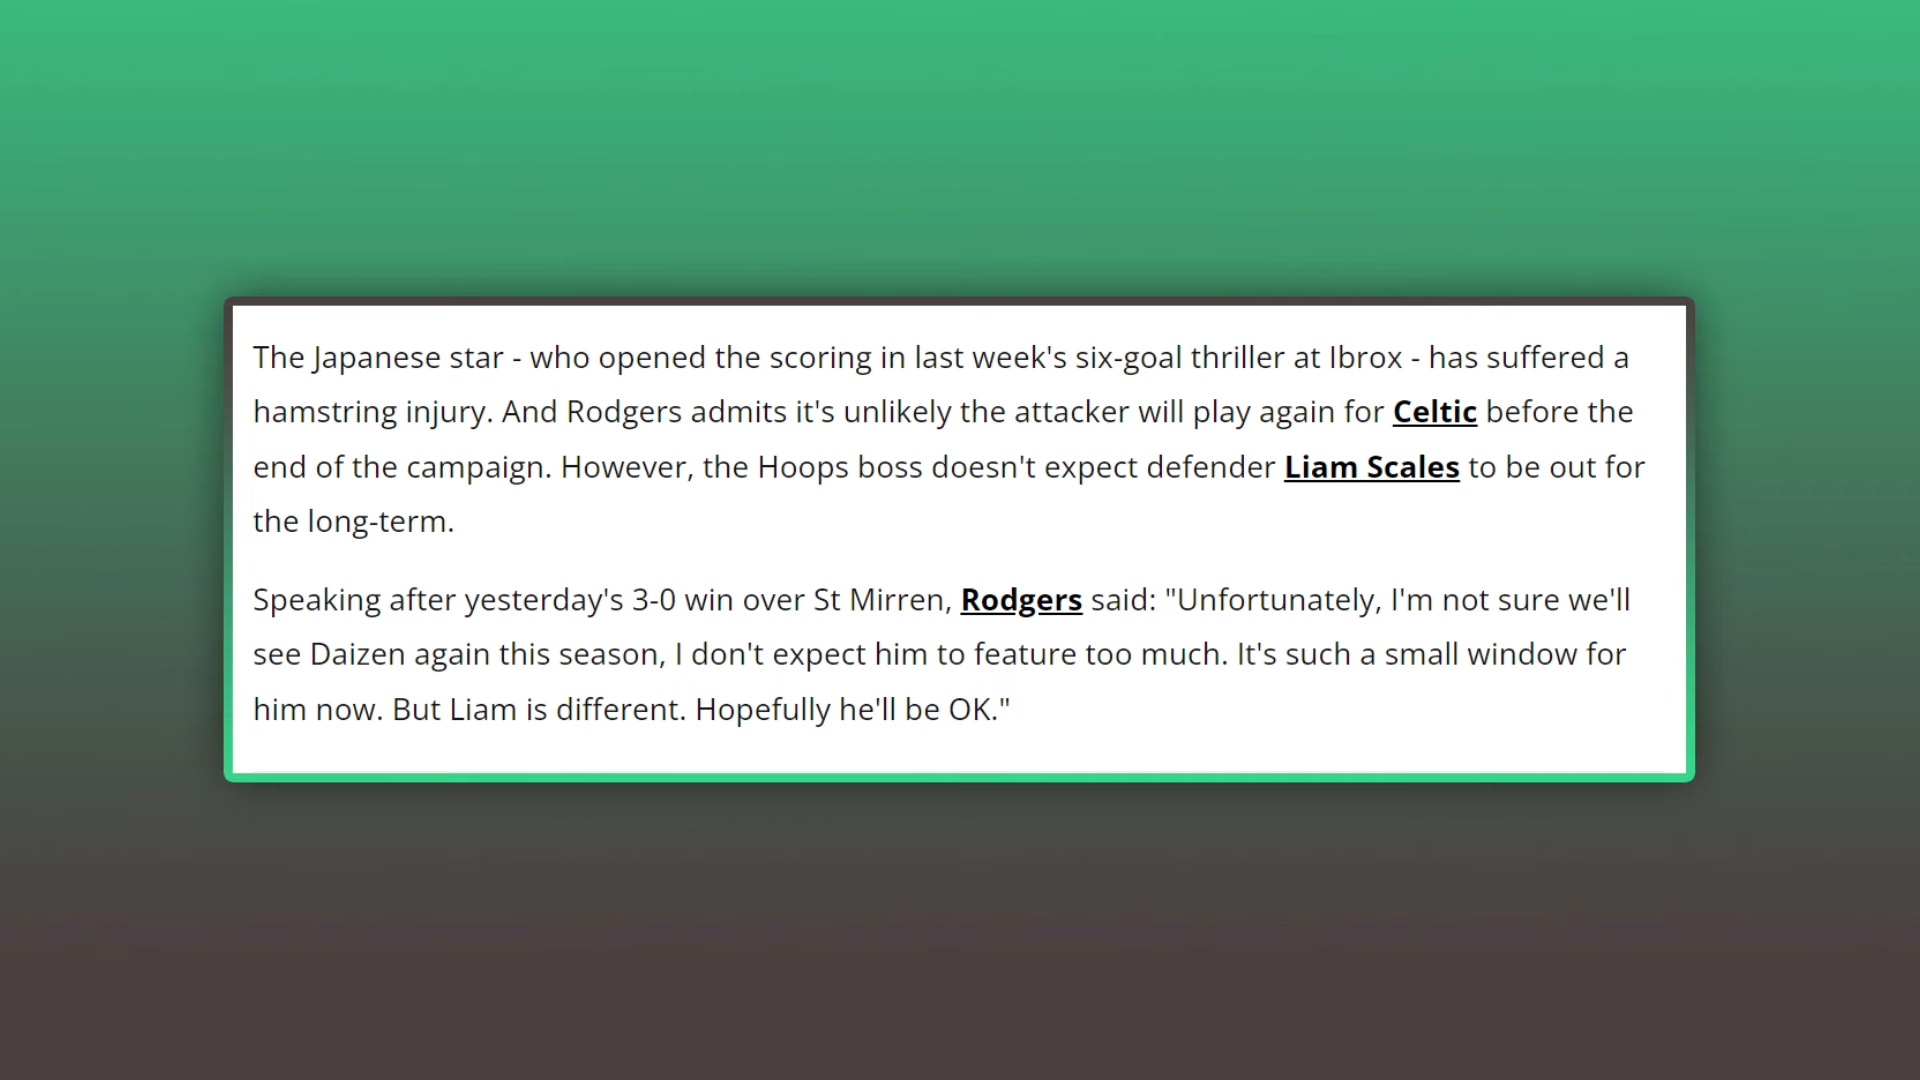 The Japanese star - who opened the scoring in last week's six-goal thriller at Ibrox - has suffered a
hamstring injury. And Rodgers admits it's unlikely the attacker will play again for Celtic before the
end of the campaign. However, the Hoops boss doesn't expect defender Liam Scales to be out for
the long-term.
Speaking after yesterday's 3-0 win over St Mirren, Rodgers said: "Unfortunately, I'm not sure we'll
see Daizen again this season, I don't expect him to feature too much. It's such a small window for
him now. But Liam is different. Hopefully he'll be OK."